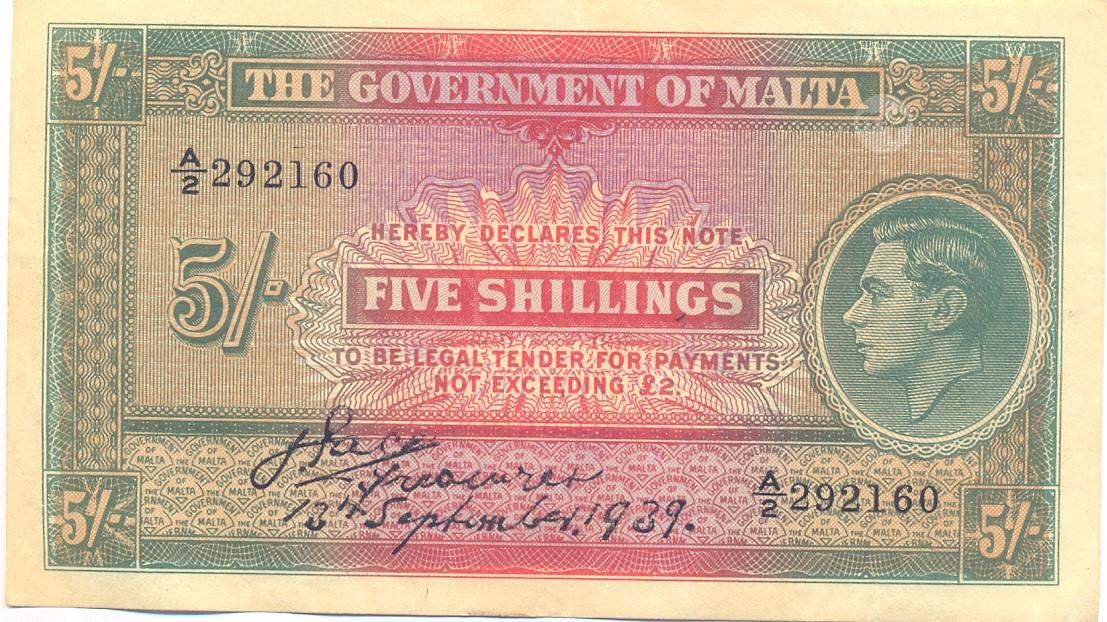 5/- 5/-
THE GOVERNMENT OF MALTA
A/2 292160
HEREBY DECLARES THIS NOTE
5/-
FIVE SHILLINGS
TO BE LEGAL TENDER FOR PAYMENTS
NOT EXCEEDING £2.
J. Pace
Treasurer
13th September, 1939.
A/2 292160
5/- 5/-